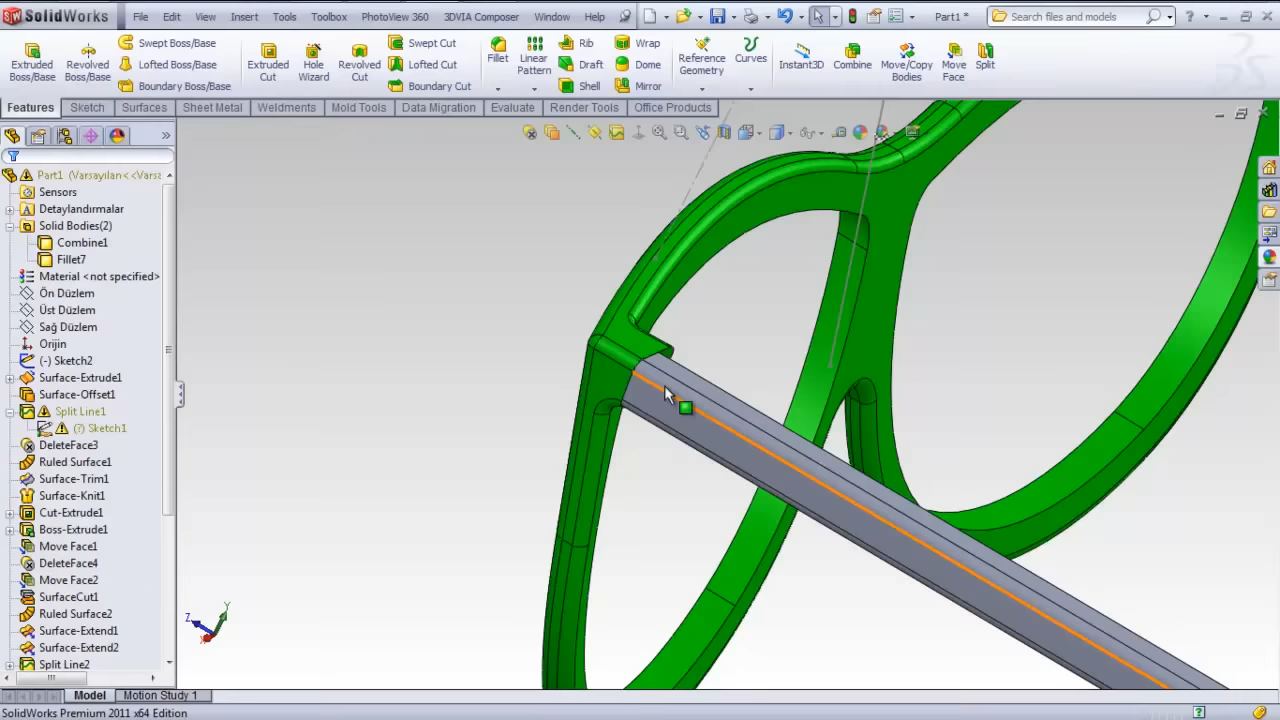 SolidWorks File Edit View Insert Tools Toolbox PhotoView 360 3DVIA Composer Window Help Part1 * Search files and models
Extruded Boss/Base
Revolved Boss/Base
Swept Boss/Base
Lofted Boss/Base
Boundary Boss/Base
Extruded Cut
Hole Wizard
Revolved Cut
Swept Cut
Lofted Cut
Boundary Cut
Fillet
Linear Pattern
Rib
Draft
Shell
Wrap
Dome
Mirror
Reference Geometry
Curves
Instant3D
Combine
Move/Copy Bodies
Move Face
Split
Features Sketch Surfaces Sheet Metal Weldments Mold Tools Data Migration Evaluate Render Tools Office Products
Part1 (Varsayılan< <Varsa
Sensors
Detaylandırmalar
Solid Bodies(2)
Combine1
Fillet7
Material <not specified>
Ön Düzlem
Üst Düzlem
Sağ Düzlem
Orijin
(-) Sketch2
Surface-Extrude1
Surface-Offset1
Split Line1
(?) Sketch1
DeleteFace3
Ruled Surface1
Surface-Trim1
Surface-Knit1
Cut-Extrude1
Boss-Extrude1
Move Face1
DeleteFace4
Move Face2
SurfaceCut1
Ruled Surface2
Surface-Extend1
Surface-Extend2
Split Line2
Y
Z
X
Model Motion Study 1
SolidWorks Premium 2011 x64 Edition